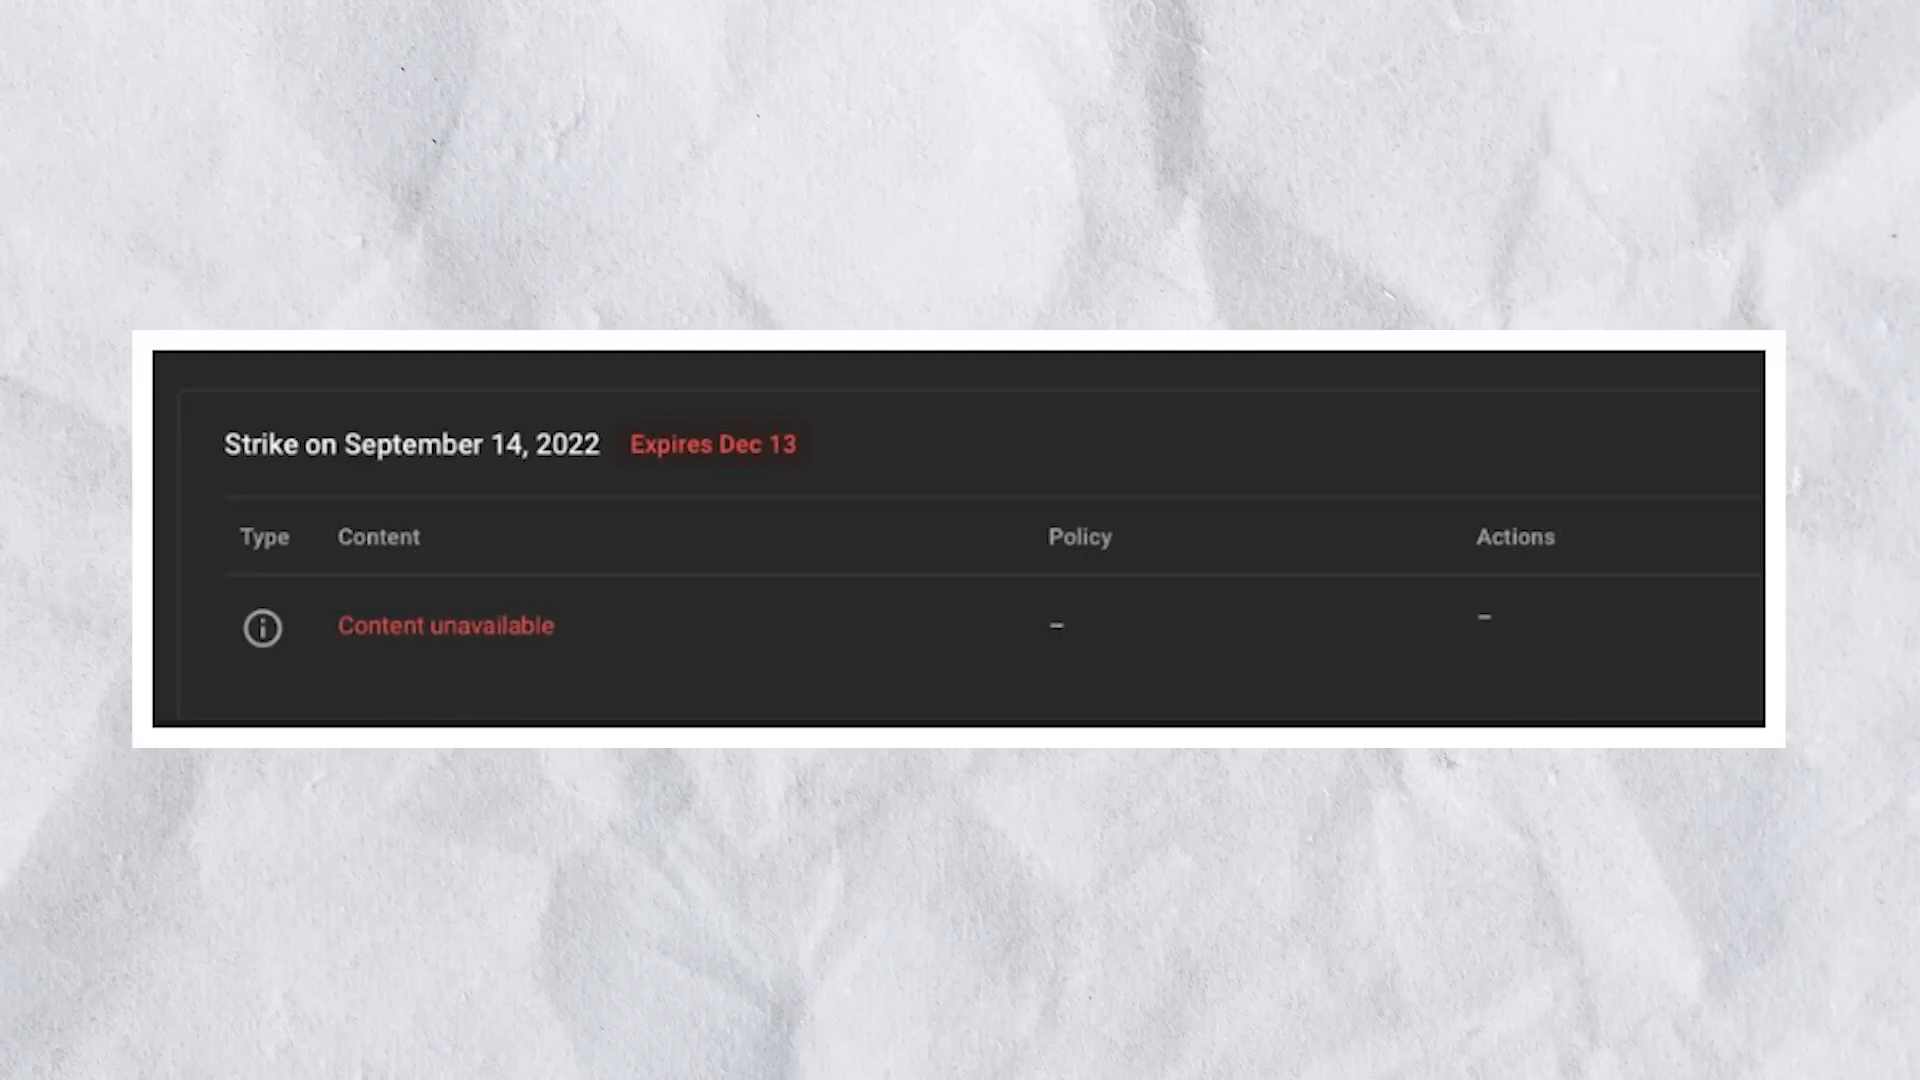 Strike on September 14, 2022 Expires Dec 13
Type Content Policy Actions
Content unavailable – –